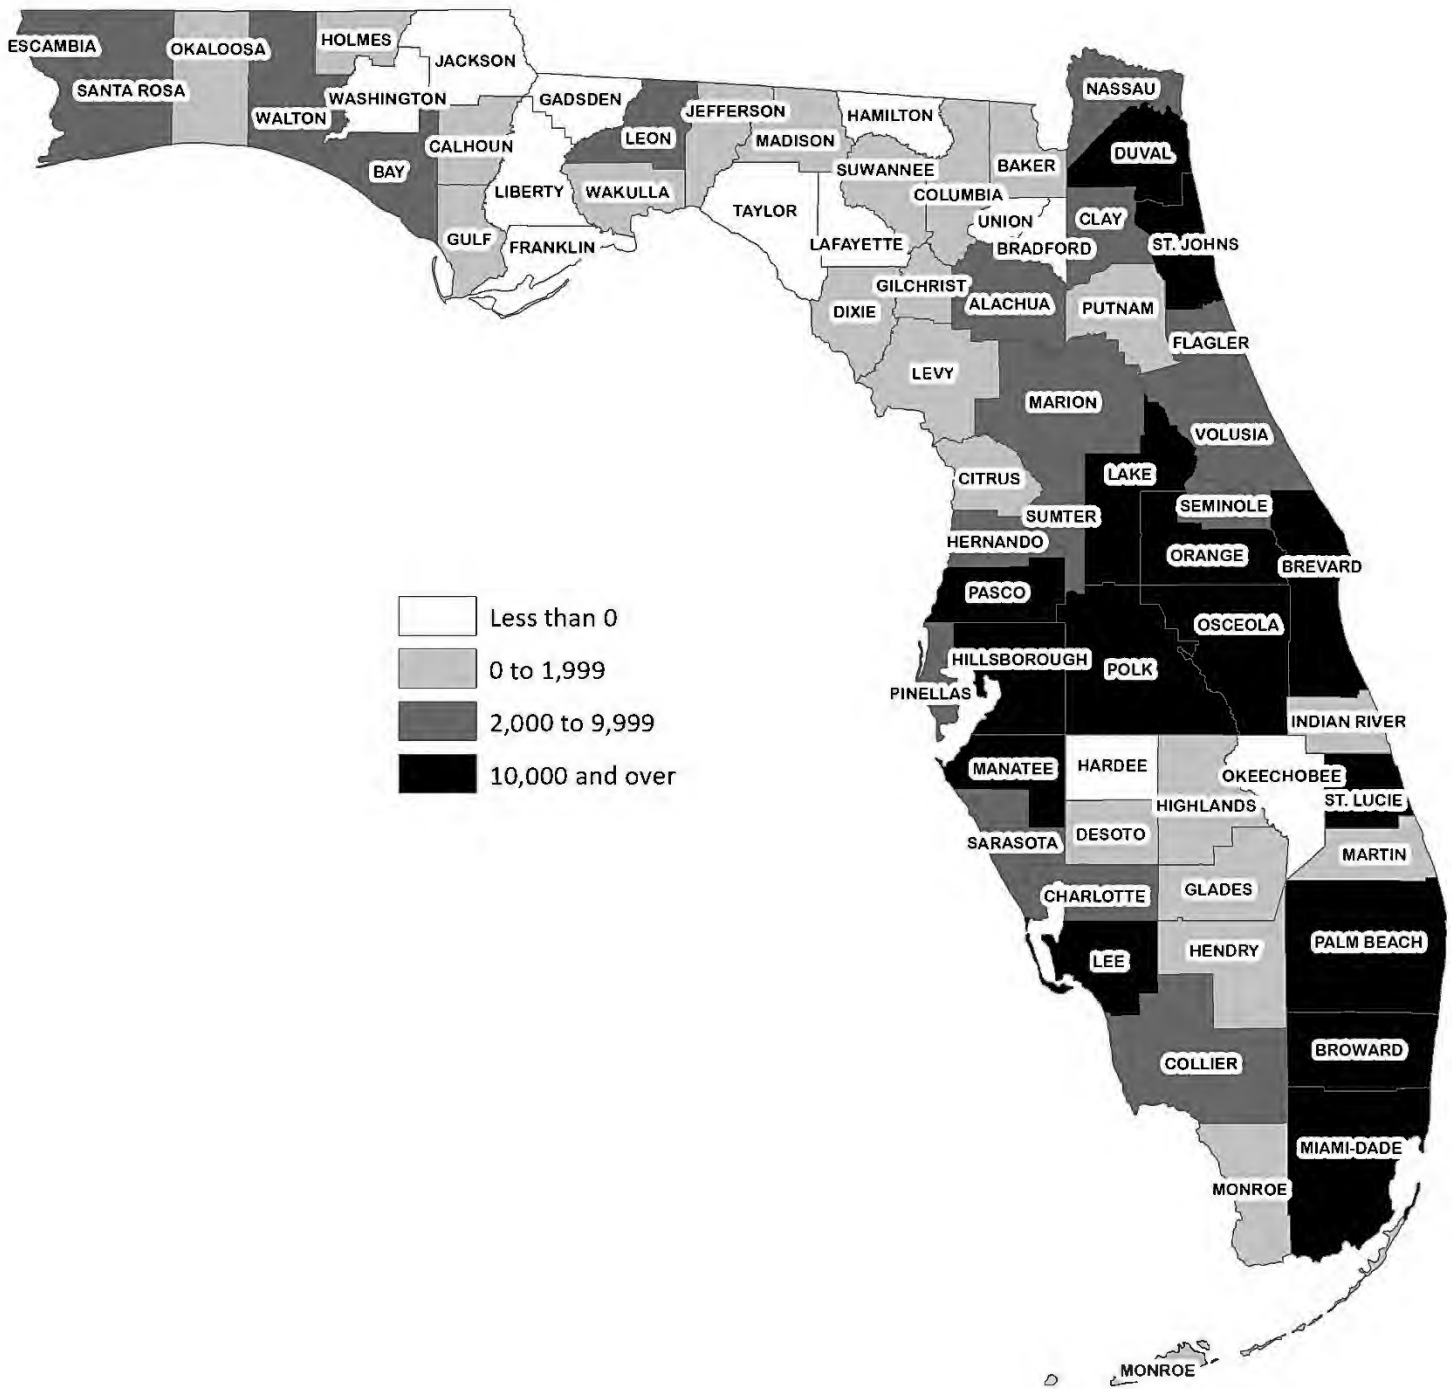 ESCAMBIA
OKALOOSA
HOLMES
JACKSON
SANTA ROSA
WALTON
WASHINGTON
GADSDEN
LEON
JEFFERSON
MADISON
HAMILTON
NASSAU
CALHOUN
BAY
LIBERTY
WAKULLA
TAYLOR
SUWANNEE
COLUMBIA
BAKER
DUVAL
GULF
FRANKLIN
LAFAYETTE
UNION
BRADFORD
CLAY
ST. JOHNS
DIXIE
GILCHRIST
ALACHUA
PUTNAM
FLAGLER
LEVY
MARION
VOLUSIA
CITRUS
LAKE
SUMTER
SEMINOLE
HERNANDO
ORANGE
BREVARD
PASCO
OSCEOLA
Less than 0
0 to 1,999
2,000 to 9,999
10,000 and over
HILLSBOROUGH
POLK
PINELLAS
INDIAN RIVER
MANATEE
HARDEE
OKEECHOBEE
HIGHLANDS
ST. LUCIE
SARASOTA
DESOTO
MARTIN
CHARLOTTE
GLADES
LEE
HENDRY
PALM BEACH
COLLIER
BROWARD
MIAMI-DADE
MONROE
MONROE